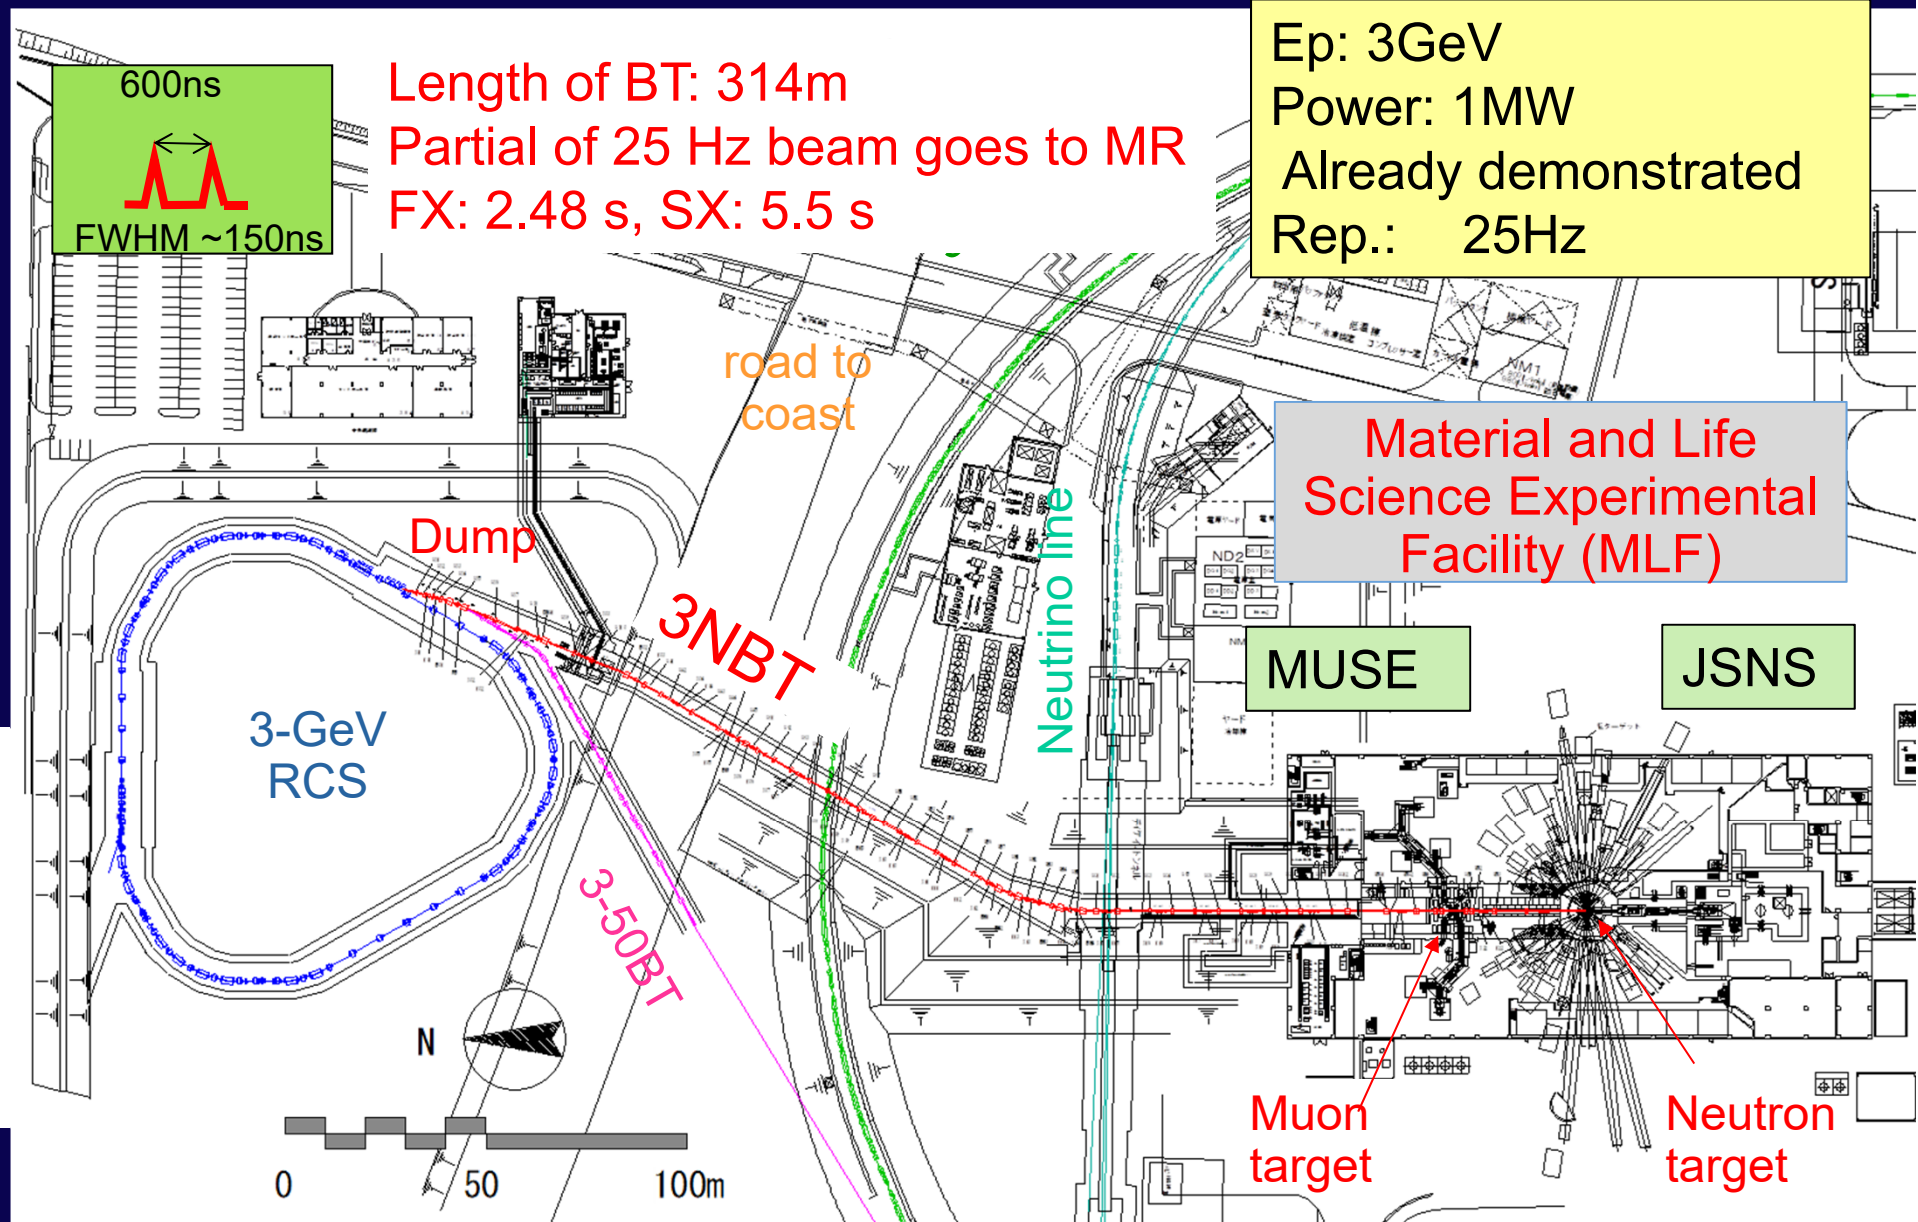 600ns
FWHM ~150ns
Length of BT: 314m
Partial of 25 Hz beam goes to MR
FX: 2.48 s, SX: 5.5 s
Ep: 3GeV
Power: 1MW
Already demonstrated
Rep.: 25Hz
road to
coast
NM1
Material and Life
Science Experimental
Facility (MLF)
Dump
3NBT
Neutrino line
ND2
MUSE
JSNS
3-GeV
RCS
3-50BT
N
0 50 100m
Muon
target
Neutron
target